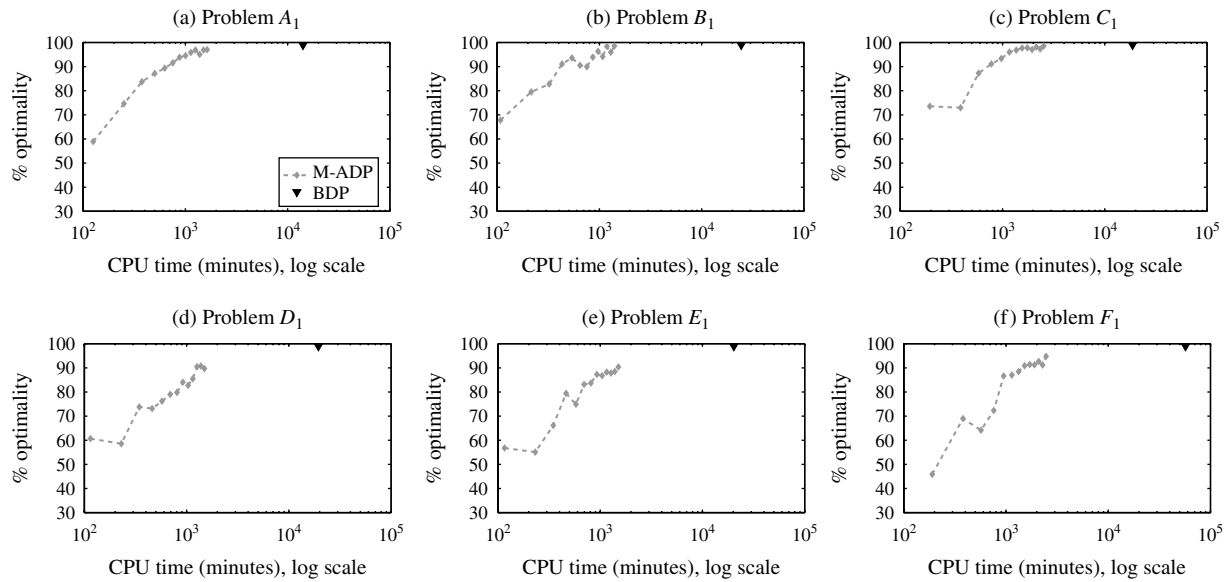 (a) Problem A1
100
90
80
70
60
50
40
30
% optimality
M-ADP
BDP
10^2 10^3 10^4 10^5
CPU time (minutes), log scale
(b) Problem B1
100
90
80
70
60
50
40
30
% optimality
10^2 10^3 10^4 10^5
CPU time (minutes), log scale
(c) Problem C1
100
90
80
70
60
50
40
30
% optimality
10^2 10^3 10^4 10^5
CPU time (minutes), log scale
(d) Problem D1
100
90
80
70
60
50
40
30
% optimality
10^2 10^3 10^4 10^5
CPU time (minutes), log scale
(e) Problem E1
100
90
80
70
60
50
40
30
% optimality
10^2 10^3 10^4 10^5
CPU time (minutes), log scale
(f) Problem F1
100
90
80
70
60
50
40
30
% optimality
10^2 10^3 10^4 10^5
CPU time (minutes), log scale